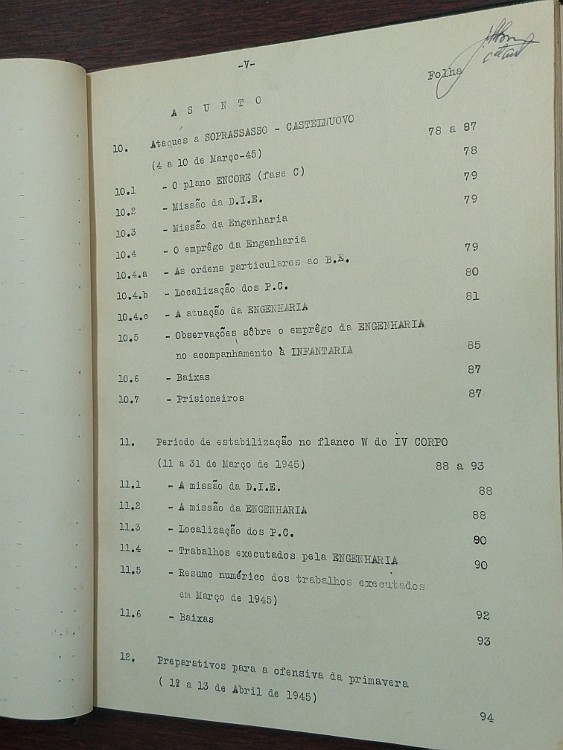 -V-
Folha
A S U N T O
10. Ataques a SOPRASSASSO - CASTELNUOVO 78 a 87
(4 a 10 de Março-45)
10.1 - O plano ENCORE (fase C) 78
10.2 - Missão da D.I.E. 79
10.3 - Missão da Engenharia 79
10.4 - O emprêgo da Engenharia
10.4.a - As ordens particulares ao B.E. 79
10.4.b - Localização dos P.C. 80
10.4.c - A atuação da ENGENHARIA 81
10.5 - Observações sôbre o emprêgo da ENGENHARIA
no acompanhamento à INFANTARIA 85
10.6 - Baixas 87
10.7 - Prisioneiros 87
11. Periodo de estabilização no flanco W do IV CORPO
(11 a 31 de Março de 1945) 88 a 93
11.1 - A missão da D.I.E. 88
11.2 - A missão da ENGENHARIA 88
11.3 - Localização dos P.C. 90
11.4 - Trabalhos executados pela ENGENHARIA 90
11.5 - Resumo numérico dos trabalhos executados
em Março de 1945) 92
11.6 - Baixas 93
12. Preparativos para a ofensiva da primavera
( 1º a 13 de Abril de 1945) 94